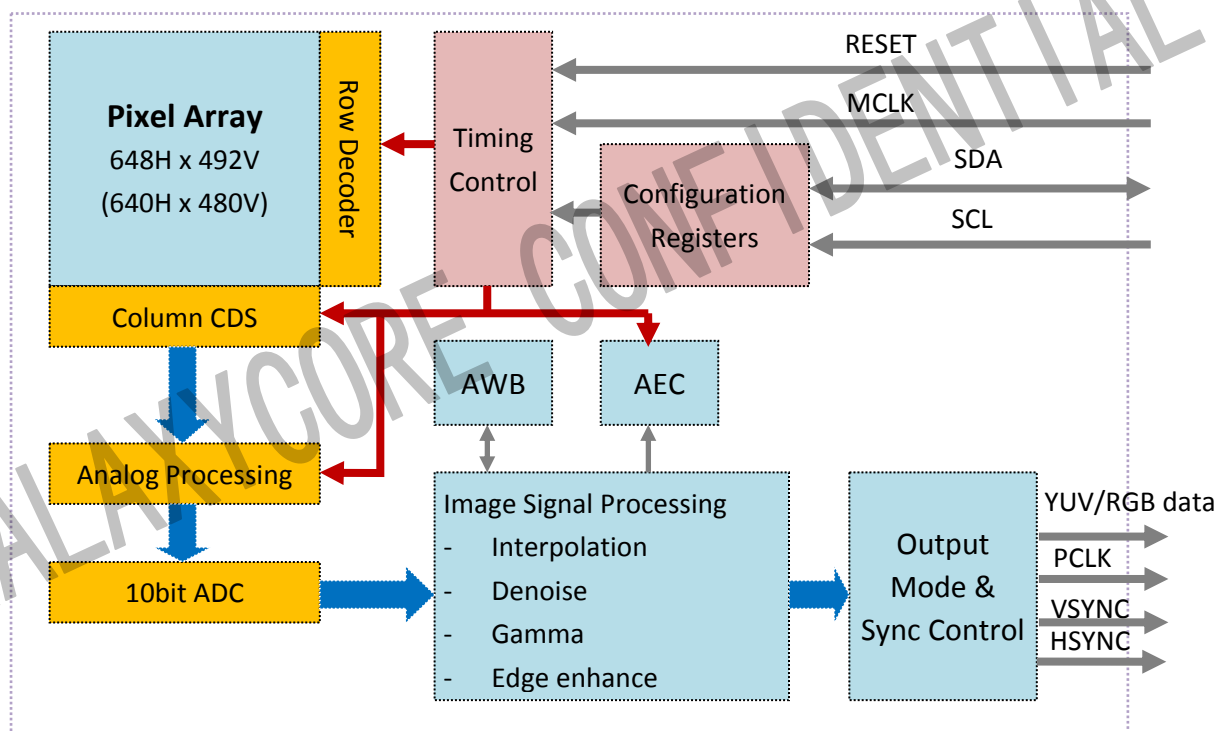 Pixel Array
648H x 492V
(640H x 480V)
Row Decoder
Timing
Control
Configuration
Registers
RESET
MCLK
SDA
SCL
Column CDS
AWB
AEC
Analog Processing
10bit ADC
Image Signal Processing
- Interpolation
- Denoise
- Gamma
- Edge enhance
Output
Mode &
Sync Control
YUV/RGB data
PCLK
VSYNC
HSYNC
ALAXYCORE CONFIDENTIAL